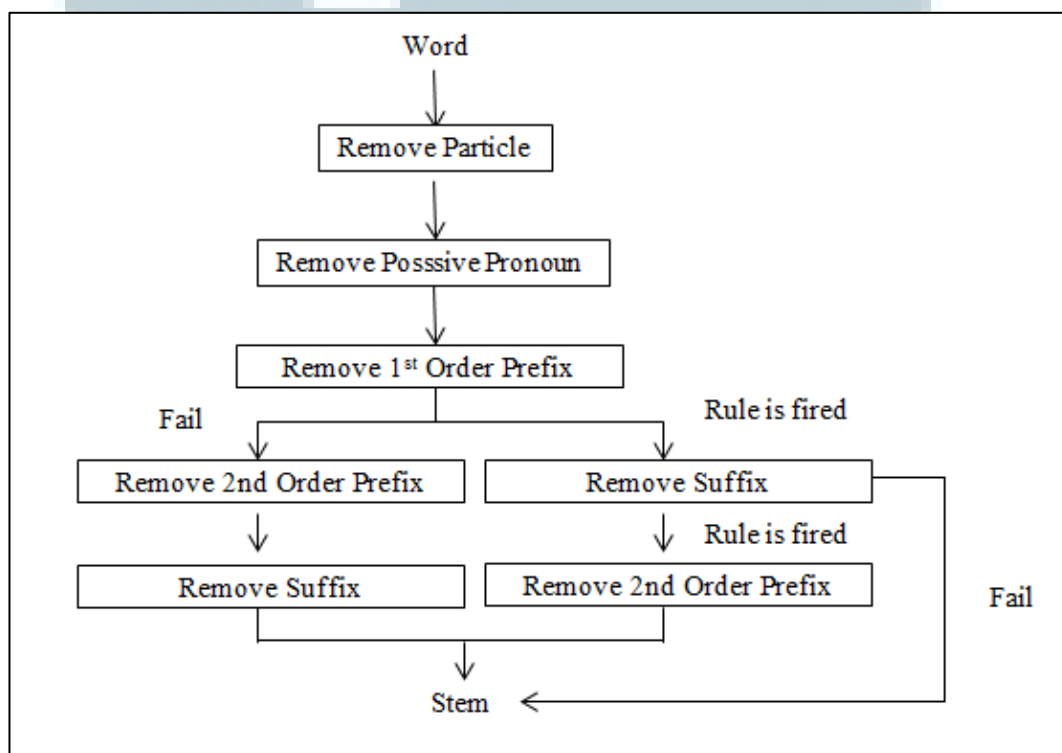 Word
Remove Particle
Remove Posssive Pronoun
Remove 1st Order Prefix
Fail
Rule is fired
Remove 2nd Order Prefix
Remove Suffix
Rule is fired
Remove Suffix
Remove 2nd Order Prefix
Fail
Stem